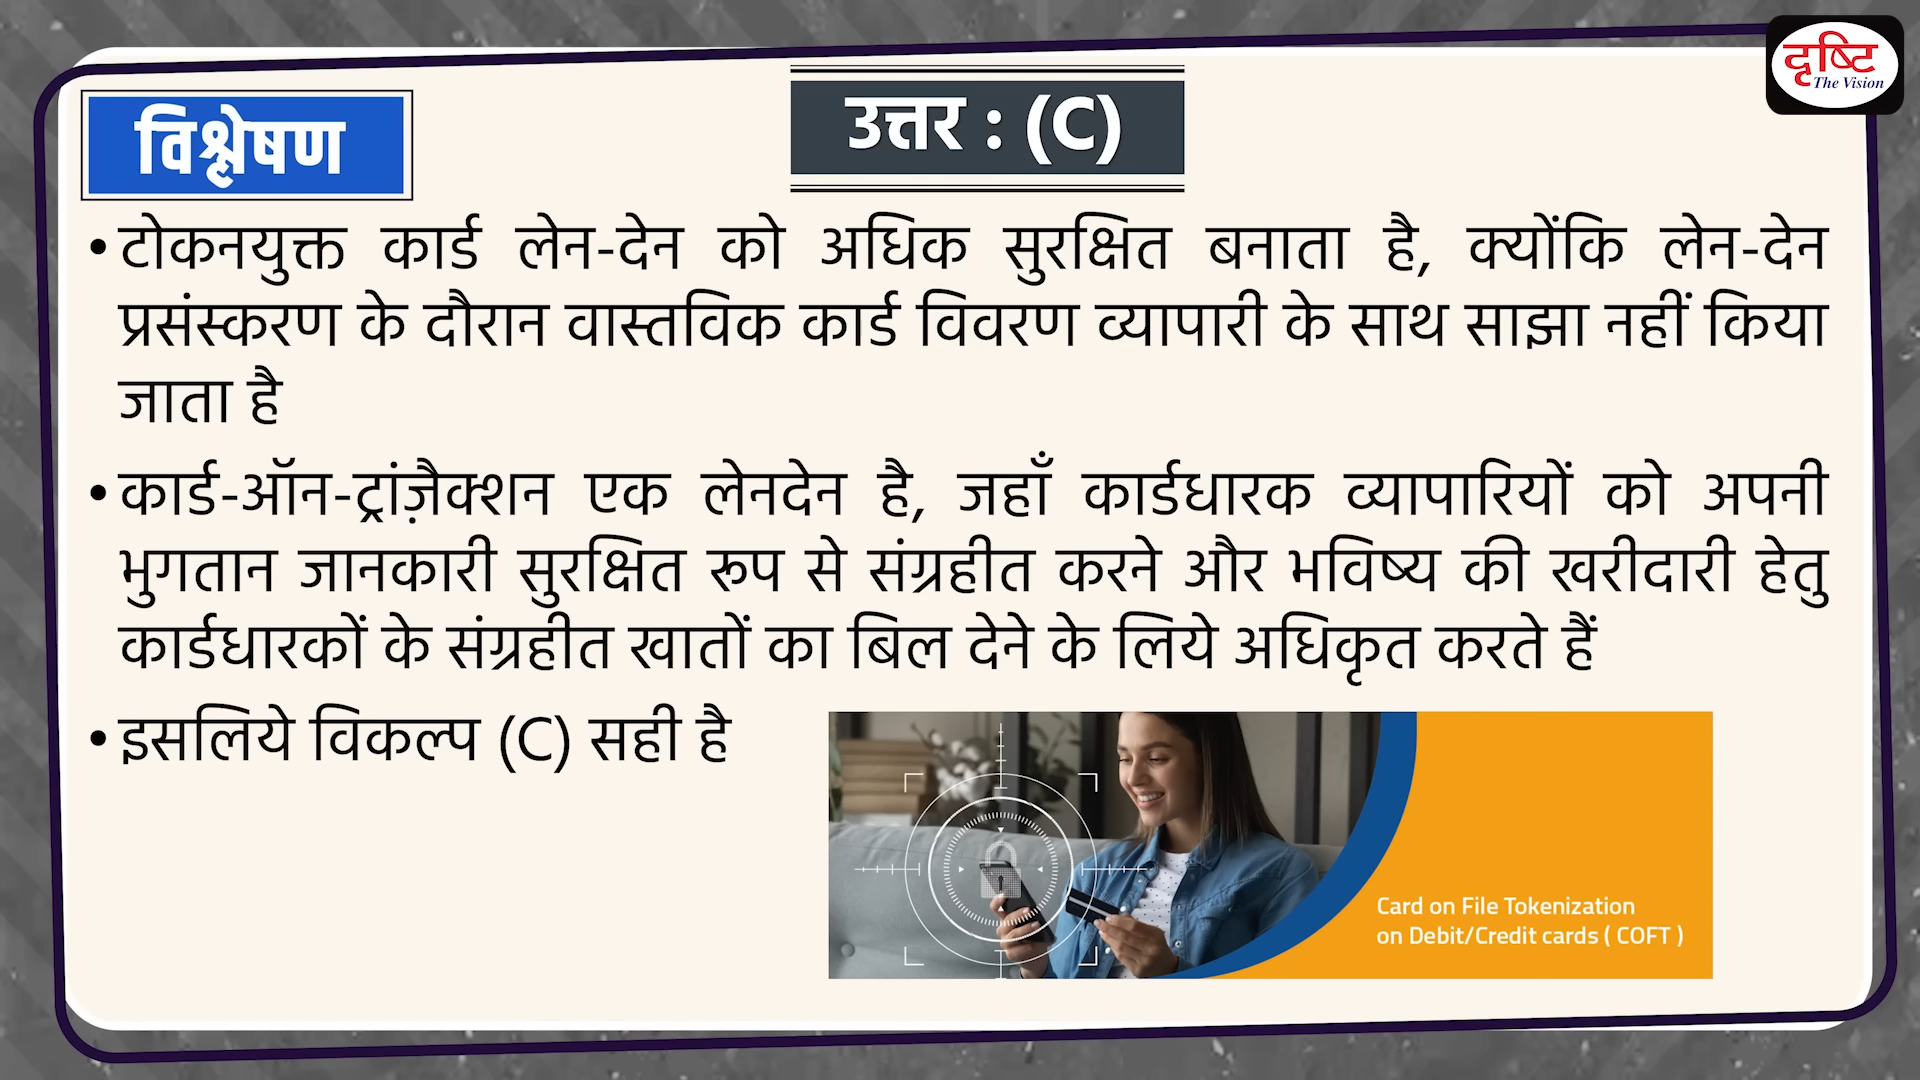 दृष्टि
The Vision
विश्लेषण
उत्तर : (C)
• टोकनयुक्त कार्ड लेन-देन को अधिक सुरक्षित बनाता है, क्योंकि लेन-देन
प्रसंस्करण के दौरान वास्तविक कार्ड विवरण व्यापारी के साथ साझा नहीं किया
जाता है
• कार्ड-ऑन-ट्रांज़ैक्शन एक लेनदेन है, जहाँ कार्डधारक व्यापारियों को अपनी
भुगतान जानकारी सुरक्षित रूप से संग्रहीत करने और भविष्य की खरीदारी हेतु
कार्डधारकों के संग्रहीत खातों का बिल देने के लिये अधिकृत करते हैं
• इसलिये विकल्प (C) सही है
Card on File Tokenization
on Debit/Credit cards ( COFT )